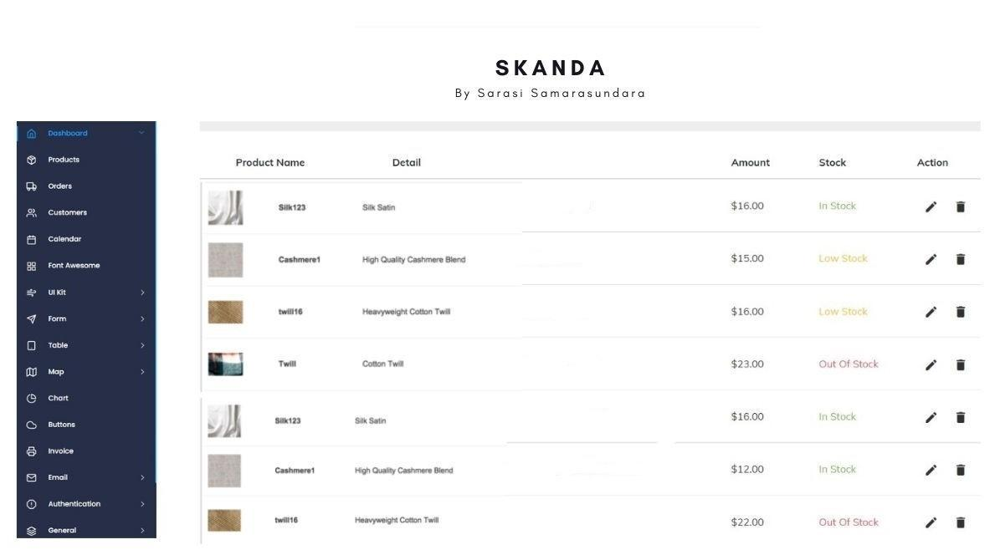 SKANDA
By Sarasi Samarasundara
Dashboard
Products
Orders
Customers
Calendar
Font Awesome
UI Kit
Form
Table
Map
Chart
Buttons
Invoice
Email
Authentication
General
Product Name Detail Amount Stock Action
Silk123 Silk Satin $16.00 In Stock
Cashmere1 High Quality Cashmere Blend $15.00 Low Stock
twill16 Heavyweight Cotton Twill $16.00 Low Stock
Twill Cotton Twill $23.00 Out Of Stock
Silk123 Silk Satin $16.00 In Stock
Cashmere1 High Quality Cashmere Blend $12.00 In Stock
twill16 Heavyweight Cotton Twill $22.00 Out Of Stock